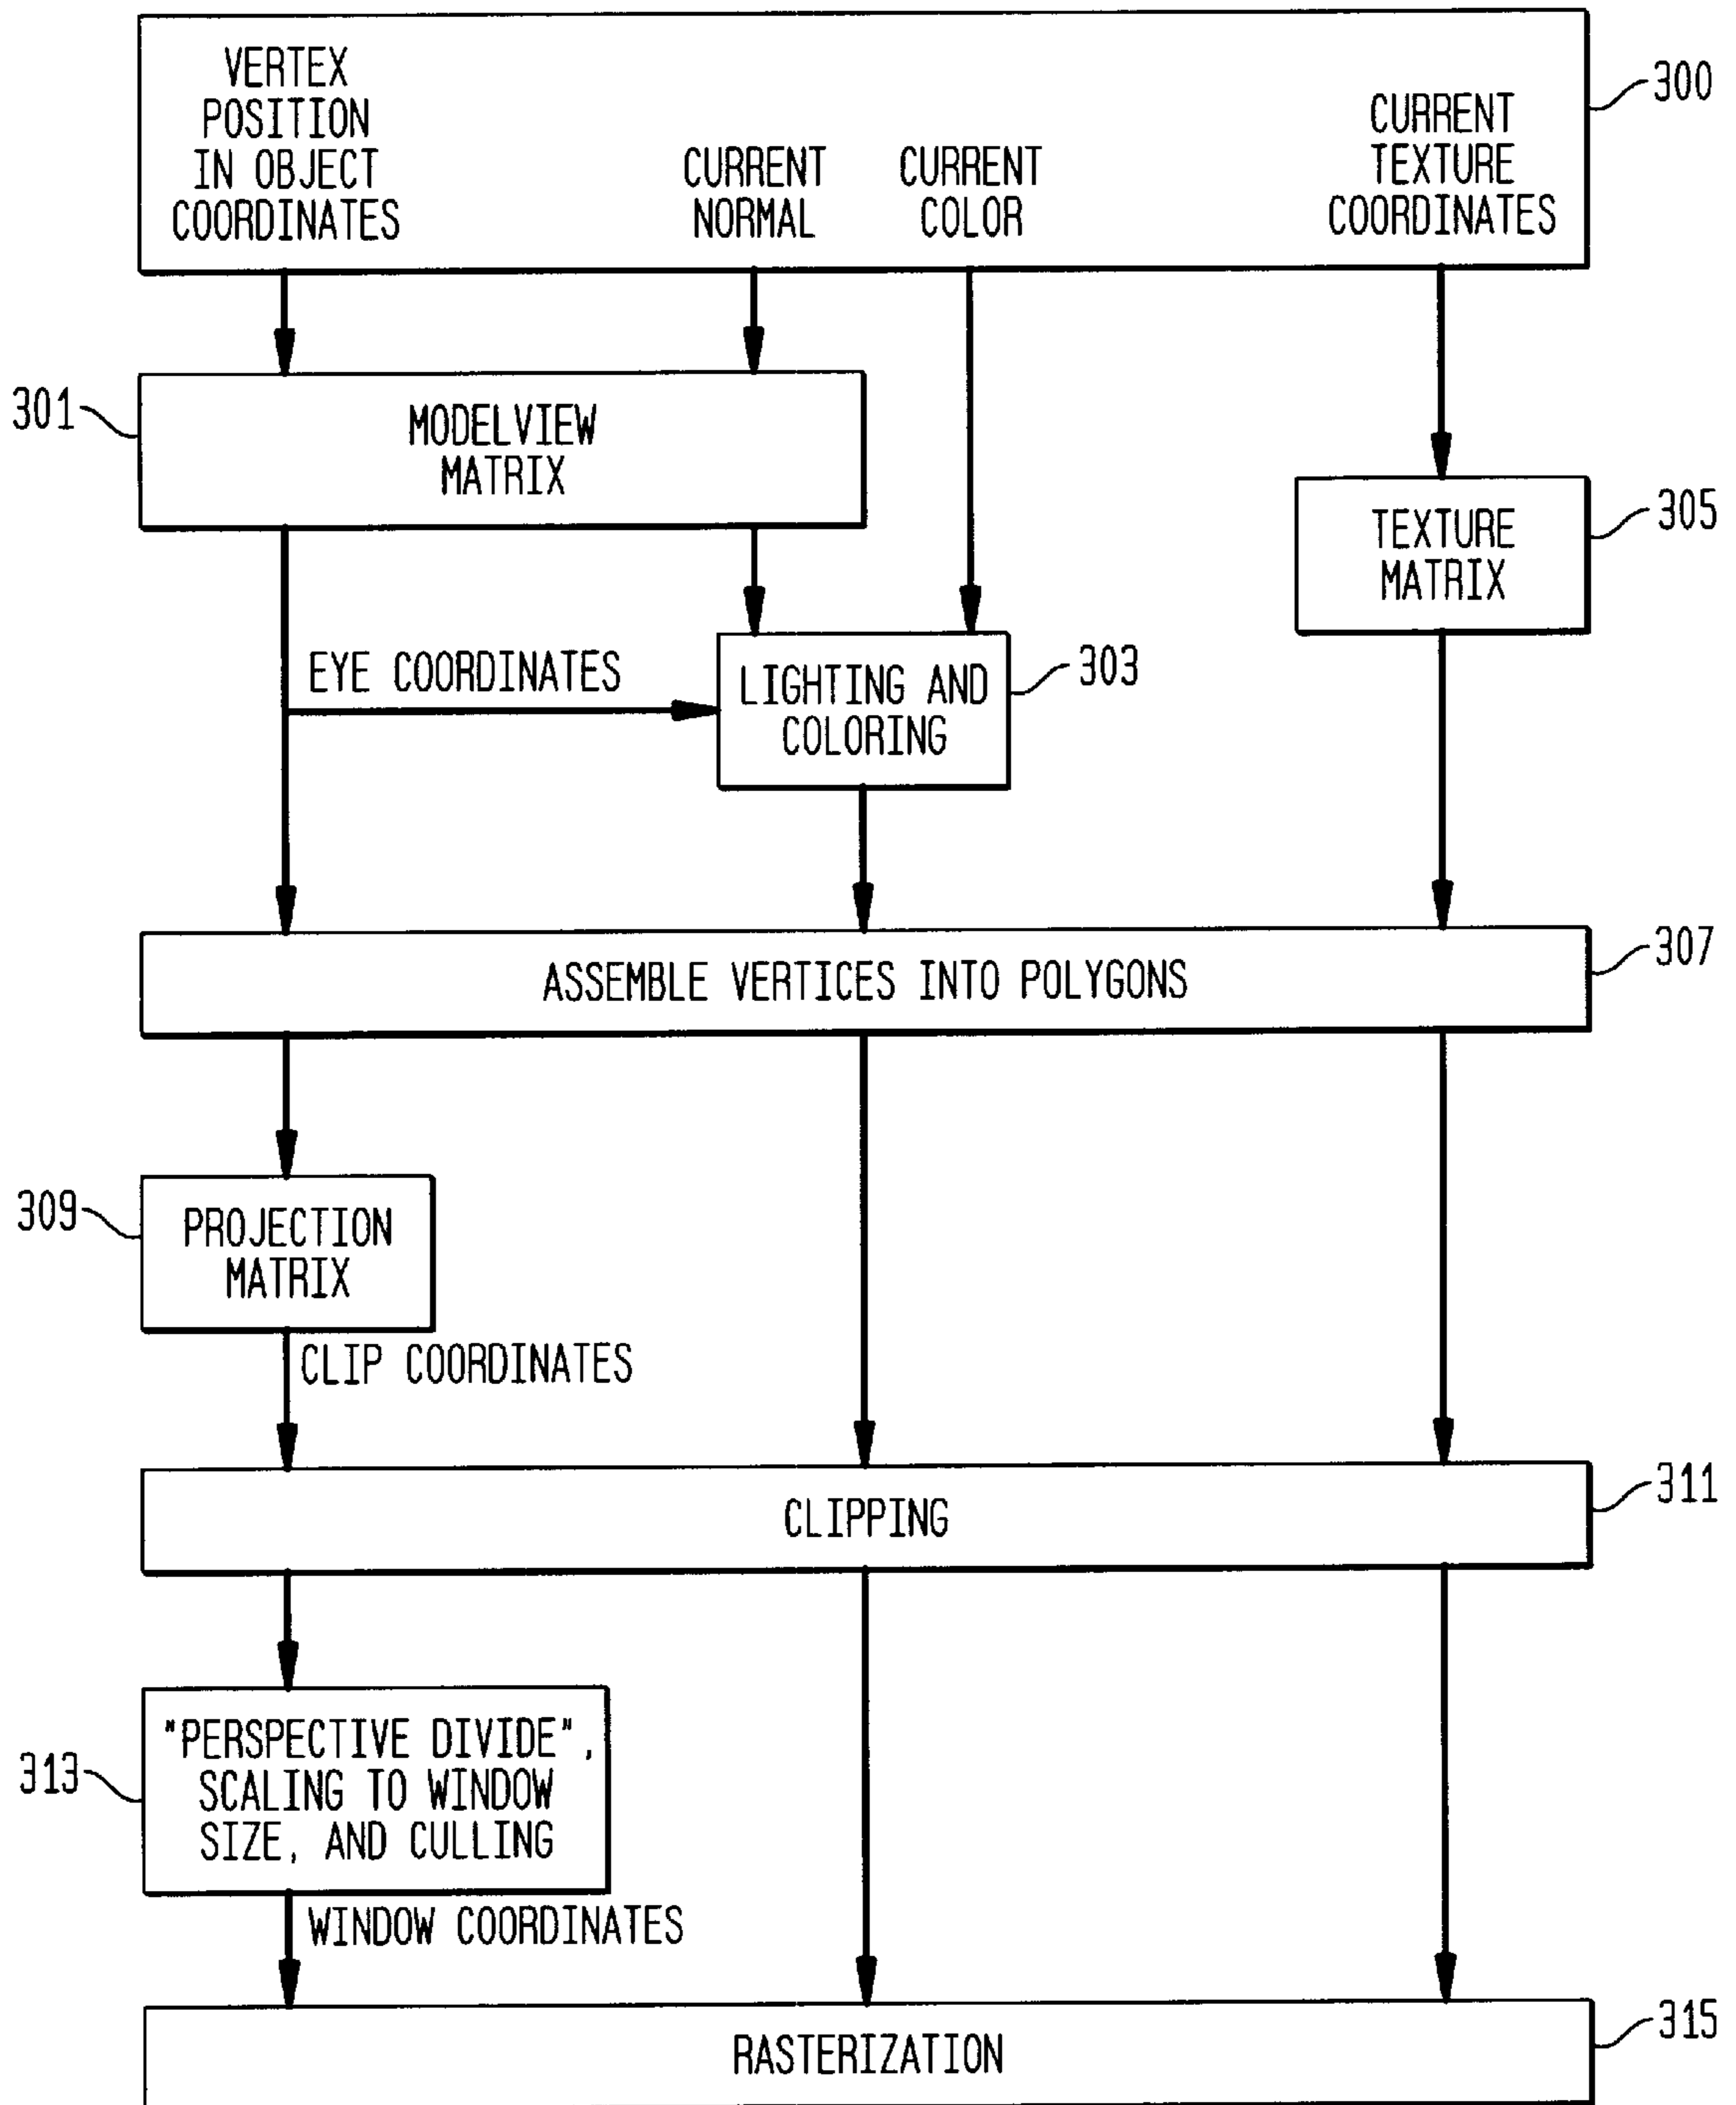 VERTEX
POSITION
IN OBJECT
COORDINATES
CURRENT
NORMAL
CURRENT
COLOR
CURRENT
TEXTURE
COORDINATES
300
301
MODELVIEW
MATRIX
TEXTURE
MATRIX
305
EYE COORDINATES
LIGHTING AND
COLORING
303
ASSEMBLE VERTICES INTO POLYGONS
307
309
PROJECTION
MATRIX
CLIP COORDINATES
CLIPPING
311
313
"PERSPECTIVE DIVIDE",
SCALING TO WINDOW
SIZE, AND CULLING
WINDOW COORDINATES
RASTERIZATION
315